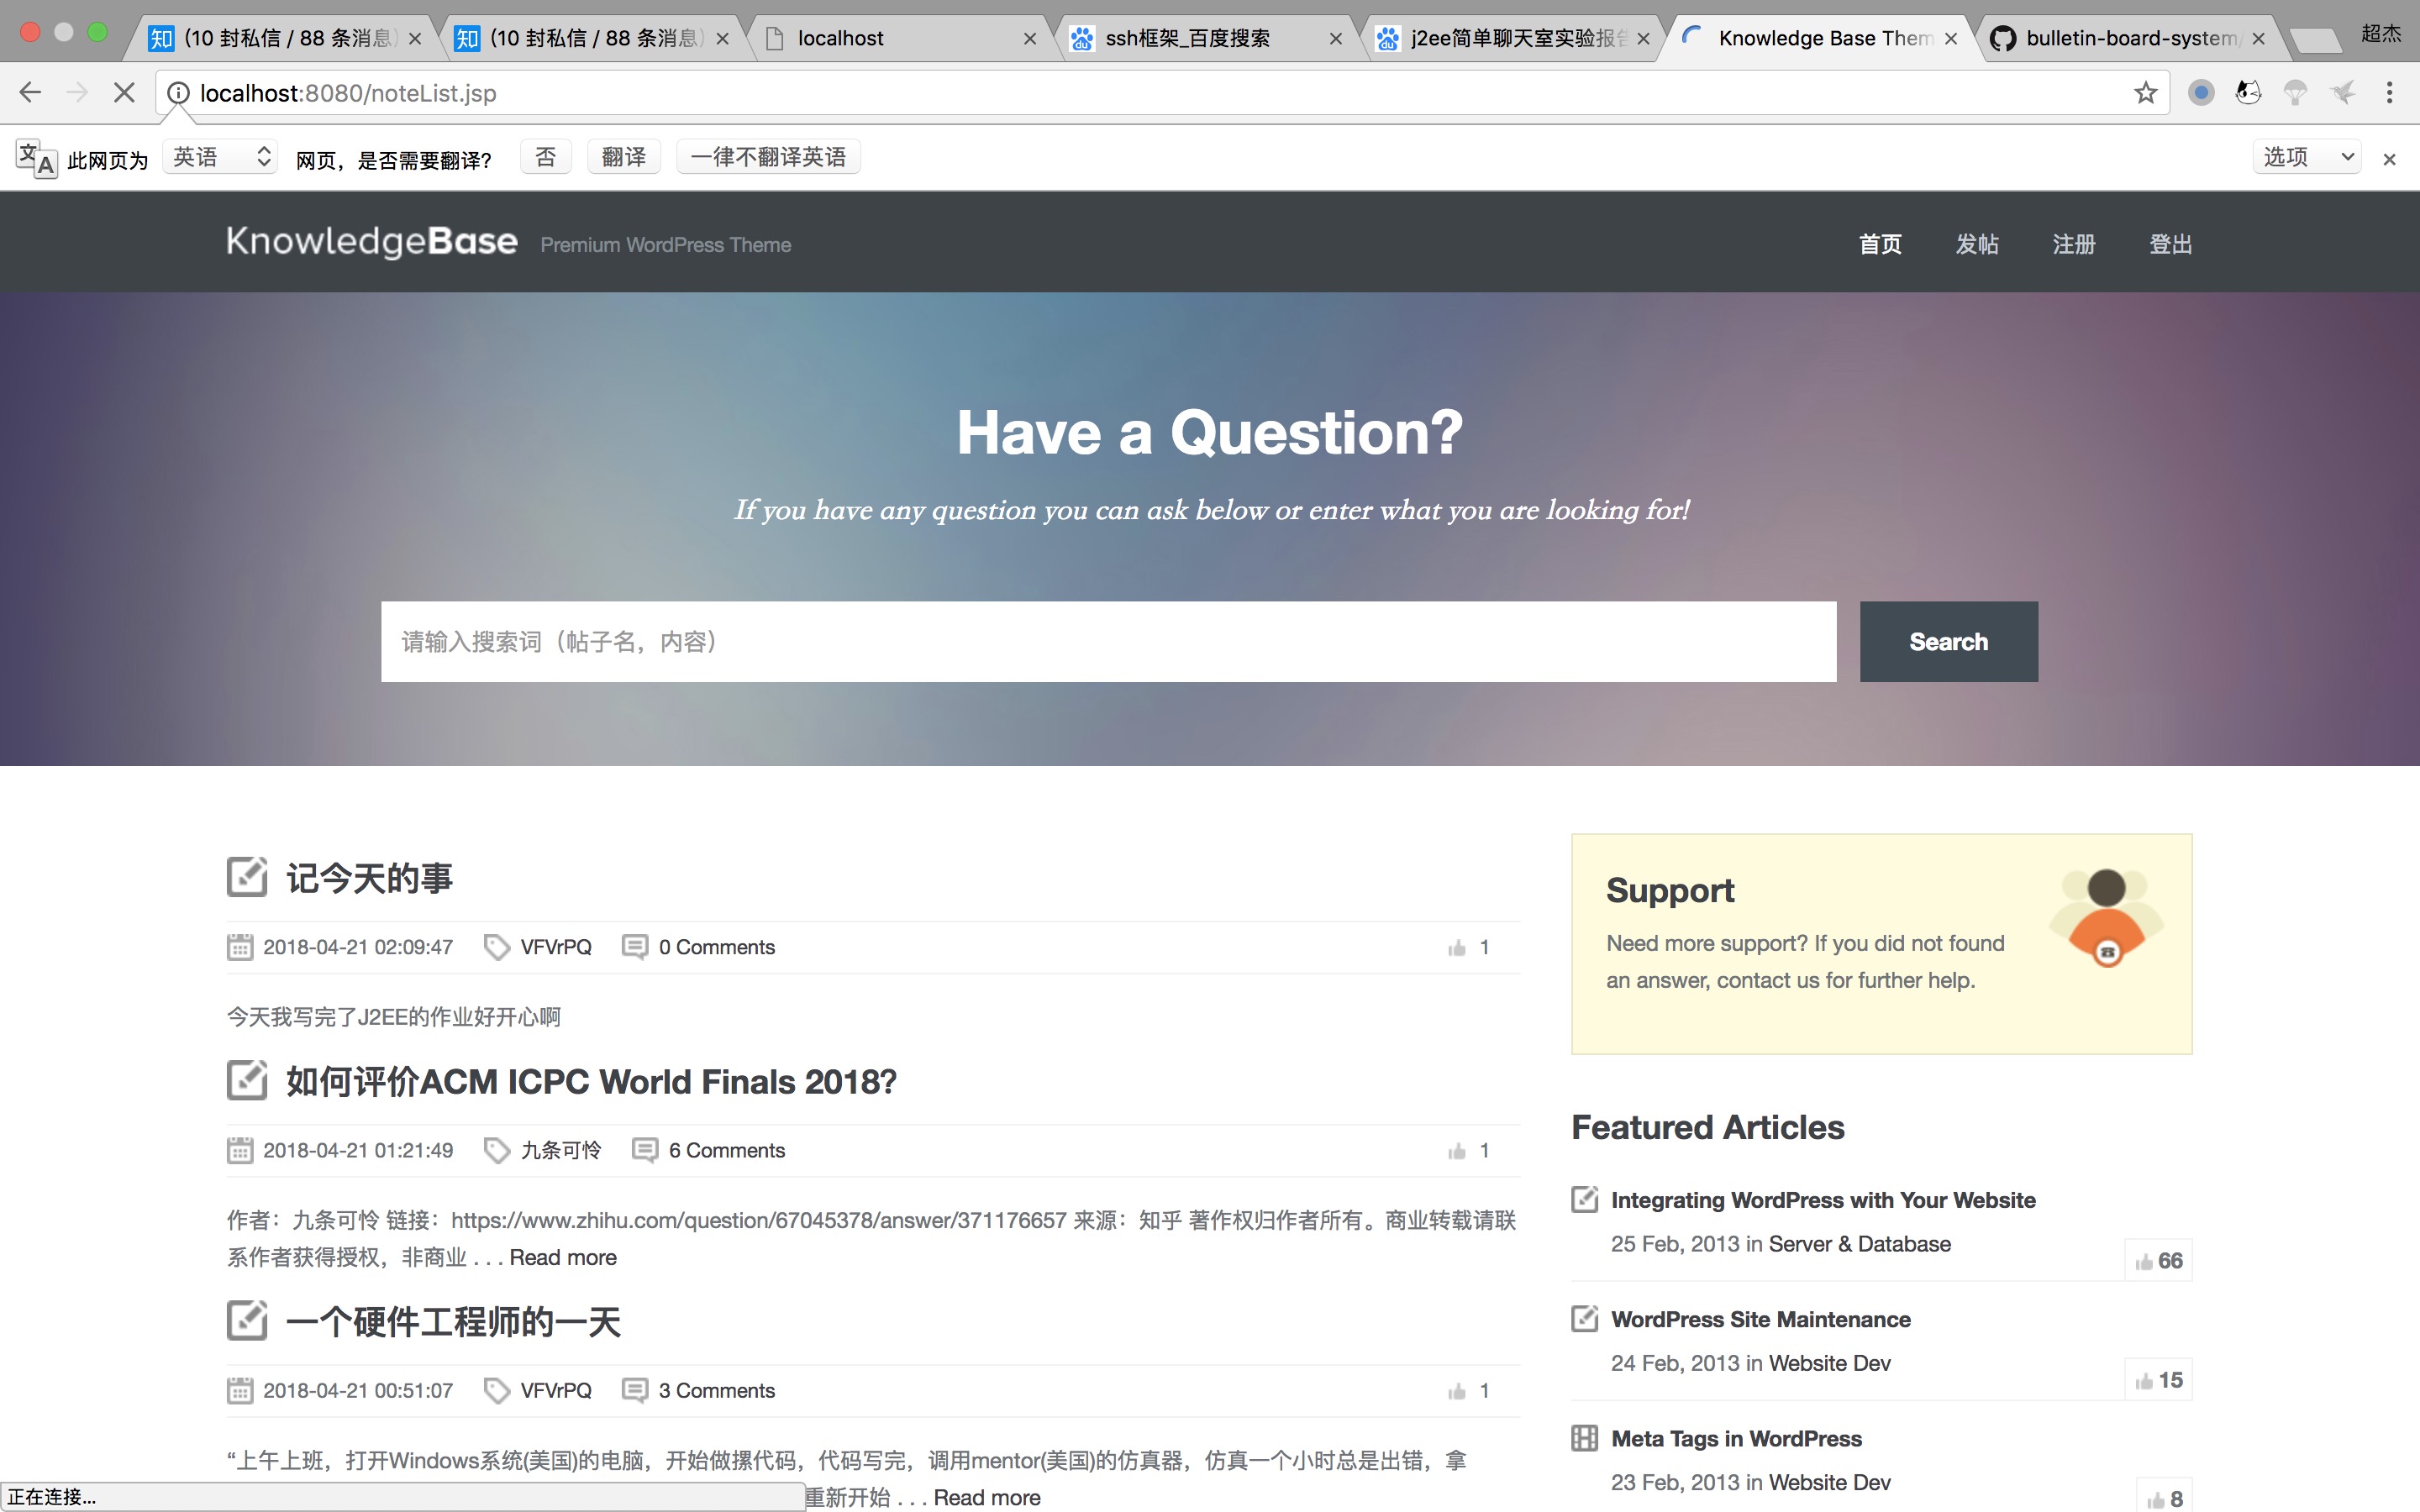 (10 封私信 / 88 条消息)
(10 封私信 / 88 条消息)
localhost
ssh框架_百度搜索
j2ee简单聊天室实验报告
Knowledge Base Them
bulletin-board-system/
超杰
localhost:8080/noteList.jsp
此网页为 英语 网页，是否需要翻译? 否 翻译 一律不翻译英语 选项
KnowledgeBase Premium WordPress Theme
首页 发帖 注册 登出
Have a Question?
If you have any question you can ask below or enter what you are looking for!
请输入搜索词（帖子名，内容）
Search
记今天的事
2018-04-21 02:09:47 VFVrPQ 0 Comments 1
今天我写完了J2EE的作业好开心啊
如何评价ACM ICPC World Finals 2018?
2018-04-21 01:21:49 九条可怜 6 Comments 1
作者：九条可怜 链接：https://www.zhihu.com/question/67045378/answer/371176657 来源：知乎 著作权归作者所有。商业转载请联
系作者获得授权，非商业 . . . Read more
一个硬件工程师的一天
2018-04-21 00:51:07 VFVrPQ 3 Comments 1
“上午上班，打开Windows系统(美国)的电脑，开始做摞代码，代码写完，调用mentor(美国)的仿真器，仿真一个小时总是出错，拿
重新开始 . . . Read more
Support
Need more support? If you did not found
an answer, contact us for further help.
Featured Articles
Integrating WordPress with Your Website
25 Feb, 2013 in Server & Database
66
WordPress Site Maintenance
24 Feb, 2013 in Website Dev
15
Meta Tags in WordPress
23 Feb, 2013 in Website Dev
8
正在连接...